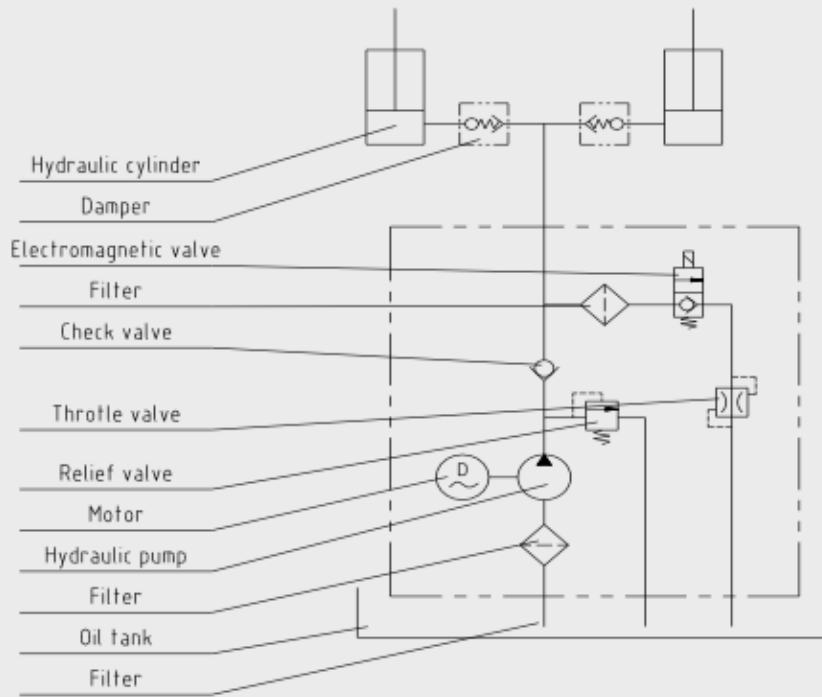 Hydraulic cylinder
Damper
Electromagnetic valve
Filter
Check valve
Throttle valve
Relief valve
D
Motor
Hydraulic pump
Filter
Oil tank
Filter